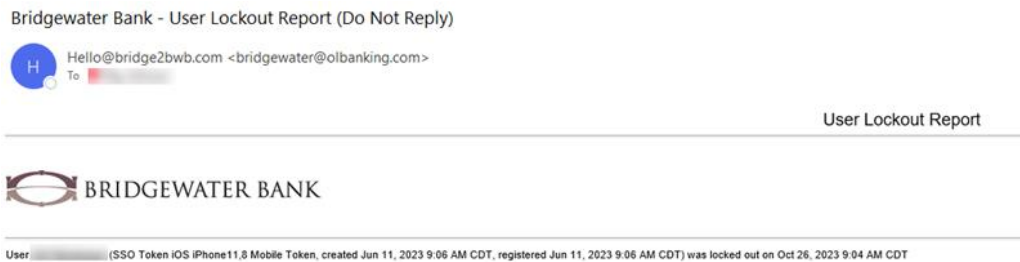 Bridgewater Bank - User Lockout Report (Do Not Reply)
H
Hello@bridge2bwb.com <bridgewater@olbanking.com>
To
User Lockout Report
BRIDGEWATER BANK
User (SSO Token iOS iPhone11,8 Mobile Token, created Jun 11, 2023 9:06 AM CDT, registered Jun 11, 2023 9:06 AM CDT) was locked out on Oct 26, 2023 9:04 AM CDT